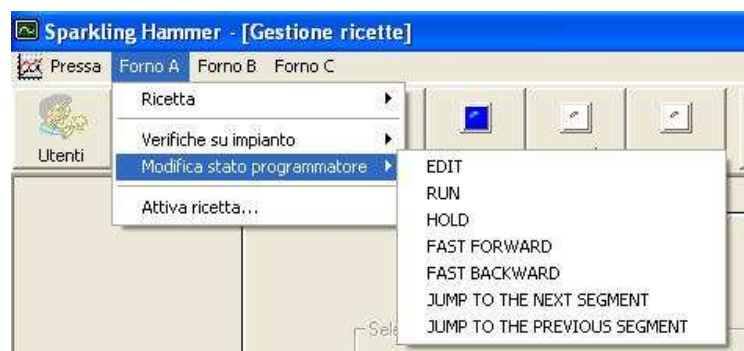 Sparkling Hammer - [Gestione ricette]
Pressa Forno A Forno B Forno C
Utenti
Ricetta
Verifiche su impianto
Modifica stato programmatore
Attiva ricetta...
EDIT
RUN
HOLD
FAST FORWARD
FAST BACKWARD
JUMP TO THE NEXT SEGMENT
JUMP TO THE PREVIOUS SEGMENT